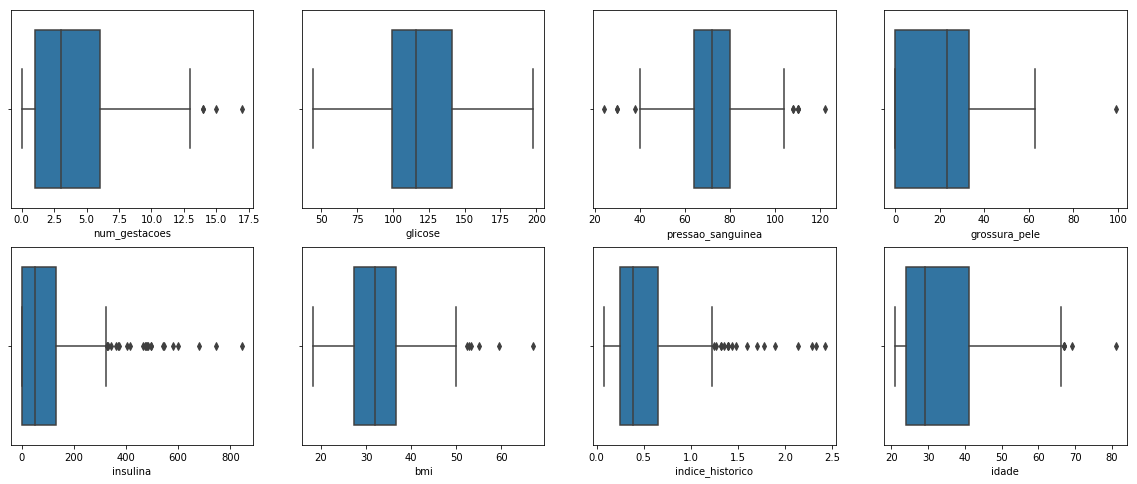 0.0 2.5 5.0 7.5 10.0 12.5 15.0 17.5
num_gestacoes
50 75 100 125 150 175 200
glicose
20 40 60 80 100 120
pressao_sanguinea
0 20 40 60 80 100
grossura_pele
0 200 400 600 800
insulina
20 30 40 50 60
bmi
0.0 0.5 1.0 1.5 2.0 2.5
indice_historico
20 30 40 50 60 70 80
idade